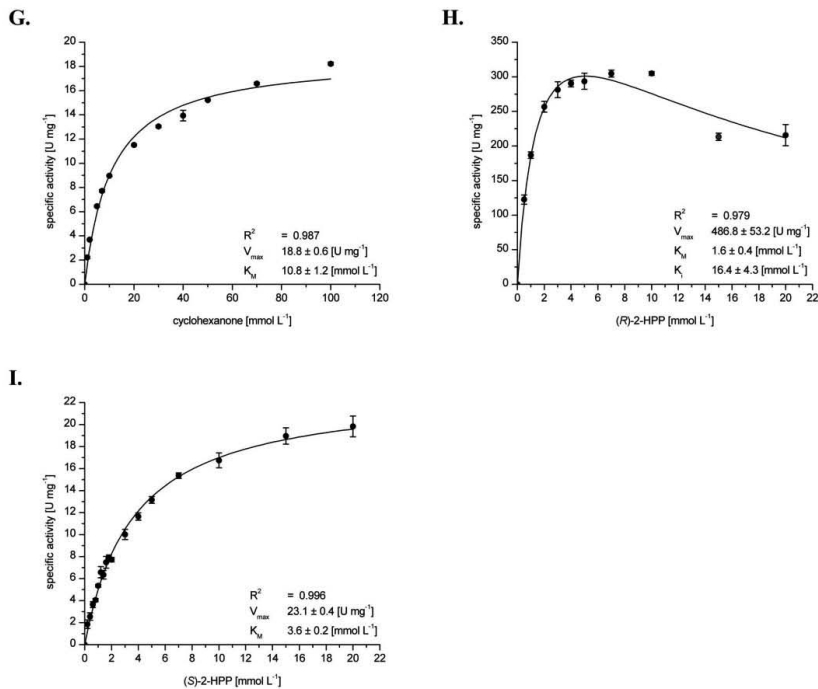 G.
20
18
16
14
12
10
8
6
4
2
0
specific activity [U mg⁻¹]
R² = 0.987
Vmax 18.8 ± 0.6 [U mg⁻¹]
KM 10.8 ± 1.2 [mmol L⁻¹]
0 20 40 60 80 100 120
cyclohexanone [mmol L⁻¹]
H.
350
300
250
200
150
100
50
0
specific activity [U mg⁻¹]
R² = 0.979
Vmax 486.8 ± 53.2 [U mg⁻¹]
KM 1.6 ± 0.4 [mmol L⁻¹]
Ki 16.4 ± 4.3 [mmol L⁻¹]
0 2 4 6 8 10 12 14 16 18 20 22
(R)-2-HPP [mmol L⁻¹]
I.
22
20
18
16
14
12
10
8
6
4
2
0
specific activity [U mg⁻¹]
R² = 0.996
Vmax 23.1 ± 0.4 [U mg⁻¹]
KM 3.6 ± 0.2 [mmol L⁻¹]
0 2 4 6 8 10 12 14 16 18 20 22
(S)-2-HPP [mmol L⁻¹]